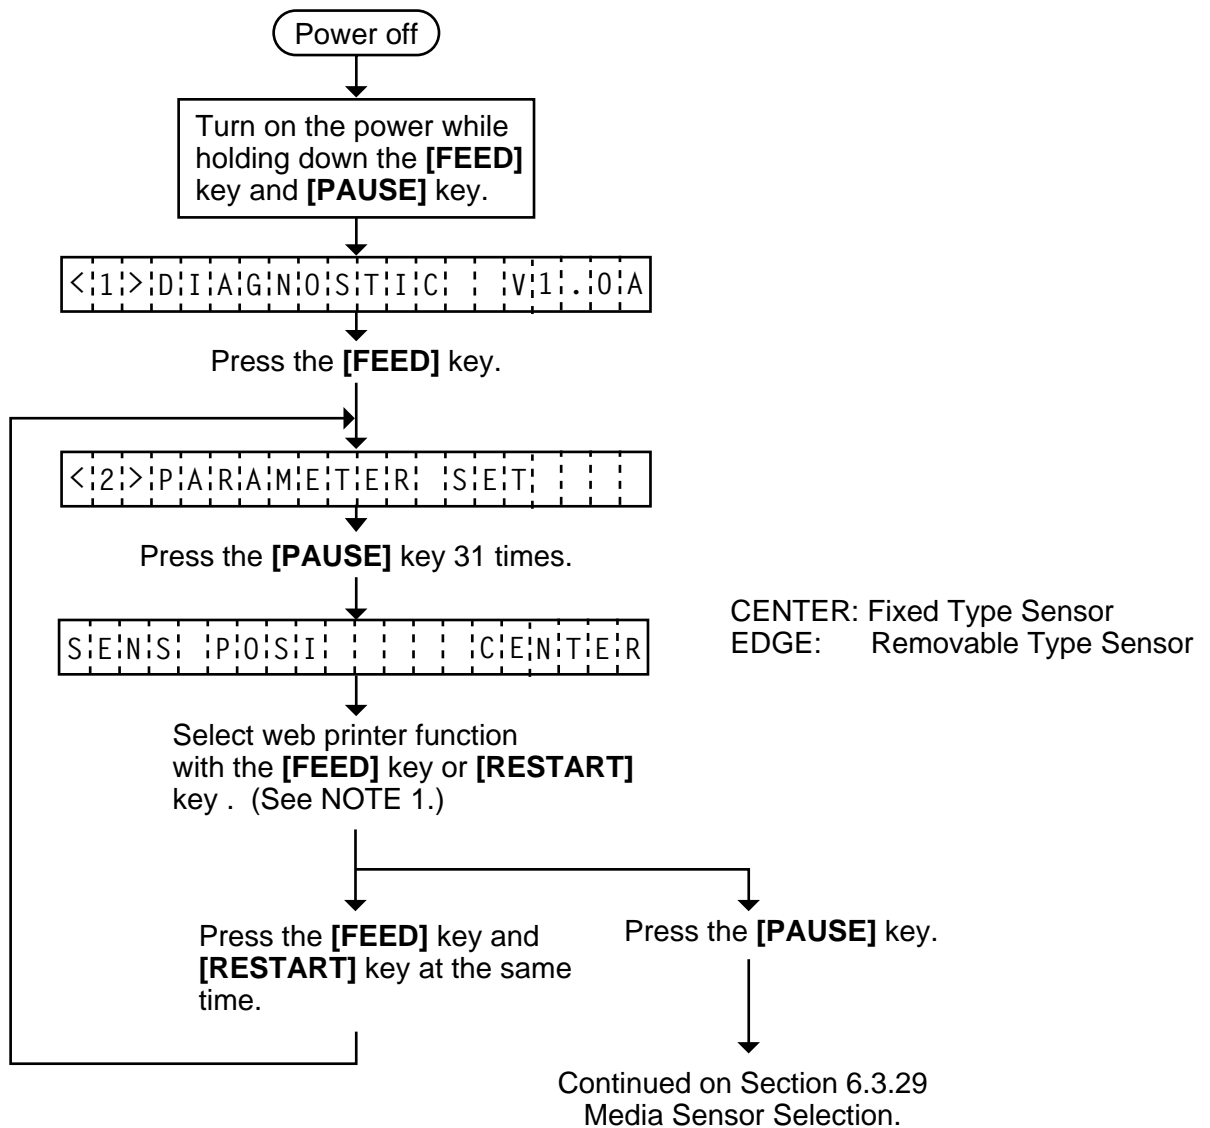 Power off
Turn on the power while
holding down the [FEED]
key and [PAUSE] key.
<1>DIAGNOSTIC  V1.0A
Press the [FEED] key.
<2>PARAMETER SET
Press the [PAUSE] key 31 times.
SENS POSI     CENTER
CENTER: Fixed Type Sensor
EDGE: Removable Type Sensor
Select web printer function
with the [FEED] key or [RESTART]
key . (See NOTE 1.)
Press the [FEED] key and
[RESTART] key at the same
time.
Press the [PAUSE] key.
Continued on Section 6.3.29
Media Sensor Selection.